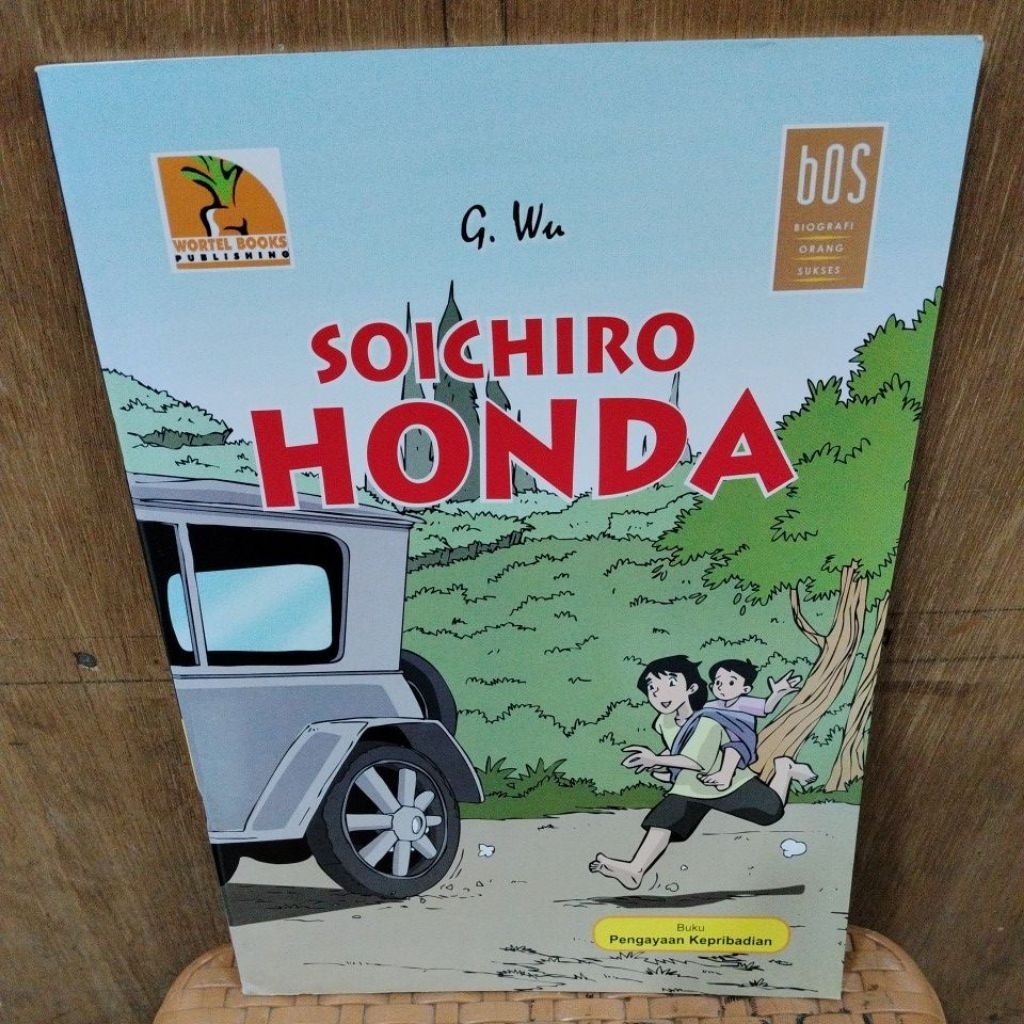 WORTEL BOOKS
PUBLISHING
G. Wu
bOS
BIOGRAFI
ORANG
SUKSES
SOICHIRO
HONDA
Buku
Pengayaan Kepribadian